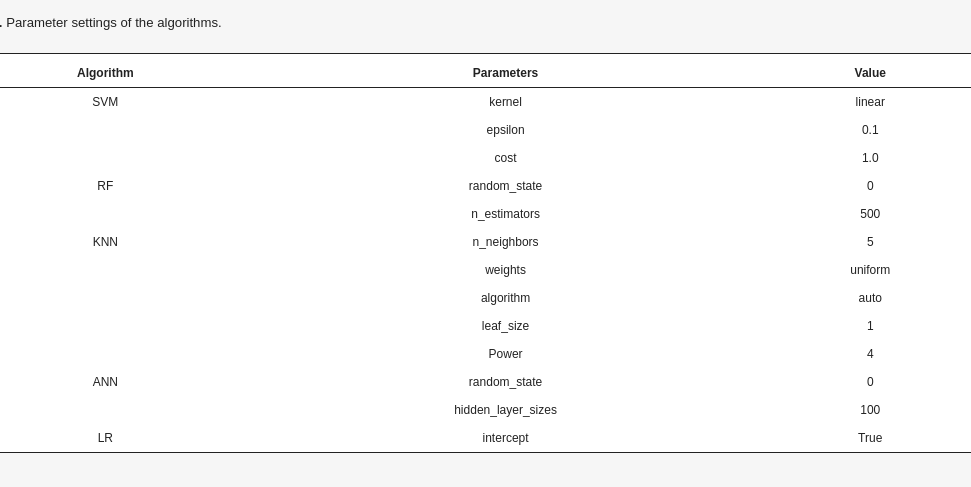 . Parameter settings of the algorithms.
Algorithm Parameters Value
SVM kernel linear
epsilon 0.1
cost 1.0
RF random_state 0
n_estimators 500
KNN n_neighbors 5
weights uniform
algorithm auto
leaf_size 1
Power 4
ANN random_state 0
hidden_layer_sizes 100
LR intercept True